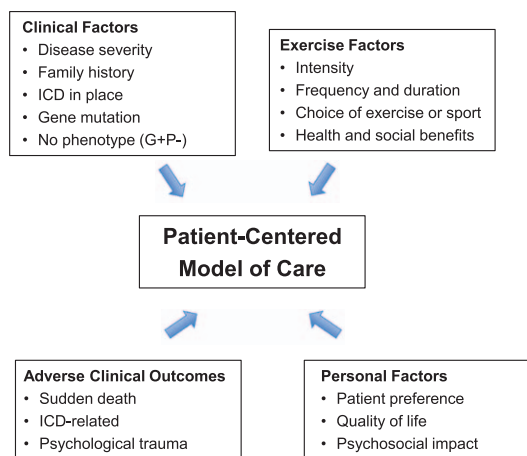 Clinical Factors
• Disease severity
• Family history
• ICD in place
• Gene mutation
• No phenotype (G+P-)
Exercise Factors
• Intensity
• Frequency and duration
• Choice of exercise or sport
• Health and social benefits
Patient-Centered
Model of Care
Adverse Clinical Outcomes
• Sudden death
• ICD-related
• Psychological trauma
Personal Factors
• Patient preference
• Quality of life
• Psychosocial impact